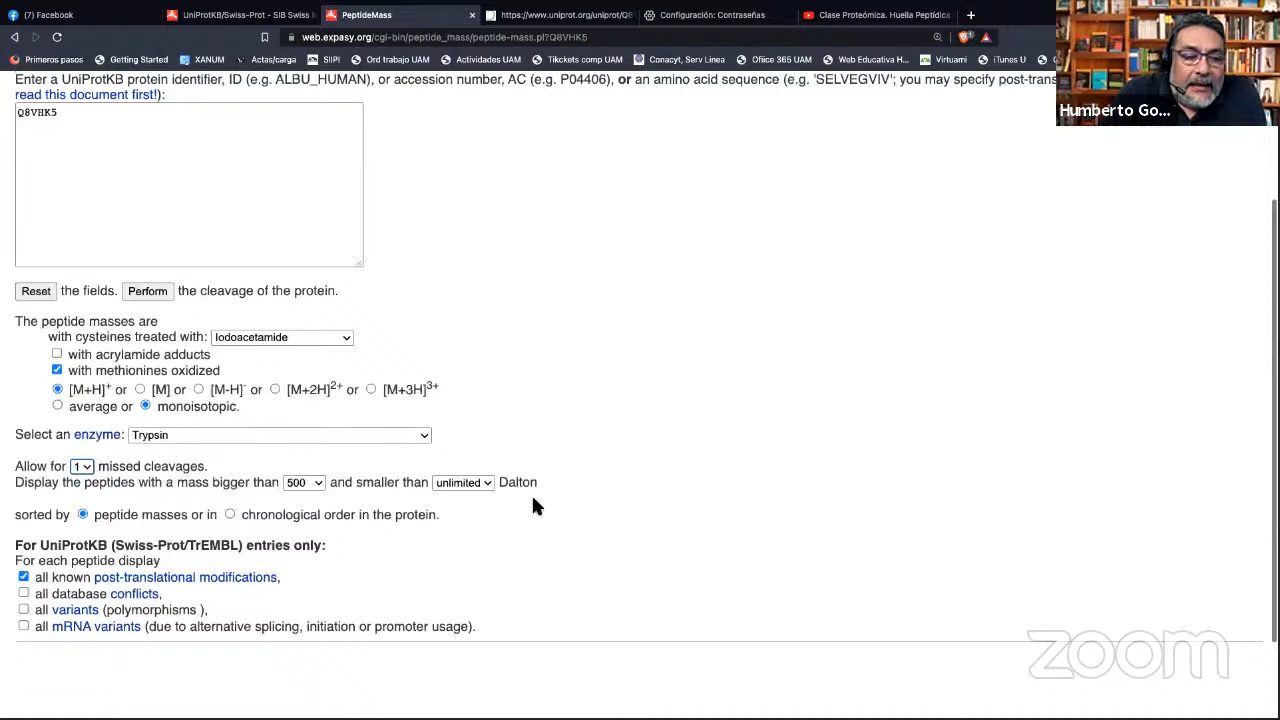 (7) Facebook
UniProtKB/Swiss-Prot - SIB Swiss I
PeptideMass
https://www.uniprot.org/uniprot/Q8
Configuración: Contraseñas
Clase Proteómica. Huella Peptídica
web.expasy.org/cgi-bin/peptide_mass/peptide-mass.pl?Q8VHK5
Primeros pasos
Getting Started
XANUM
Actas/carga
SIIPI
Ord trabajo UAM
Actividades UAM
Tikckets comp UAM
Conacyt, Serv Linea
Ofiice 365 UAM
Web Educativa H...
Virtuami
iTunes U
Enter a UniProtKB protein identifier, ID (e.g. ALBU_HUMAN), or accession number, AC (e.g. P04406), or an amino acid sequence (e.g. 'SELVEGVIV'; you may specify post-trans
read this document first!):
Q8VHK5
Humberto Go...
Reset the fields. Perform the cleavage of the protein.
The peptide masses are
with cysteines treated with: Iodoacetamide
with acrylamide adducts
with methionines oxidized
[M+H]+ or [M] or [M-H]- or [M+2H]2+ or [M+3H]3+
average or monoisotopic.
Select an enzyme: Trypsin
Allow for 1 missed cleavages.
Display the peptides with a mass bigger than 500 and smaller than unlimited Dalton
sorted by peptide masses or in chronological order in the protein.
For UniProtKB (Swiss-Prot/TrEMBL) entries only:
For each peptide display
all known post-translational modifications,
all database conflicts,
all variants (polymorphisms ),
all mRNA variants (due to alternative splicing, initiation or promoter usage).
zoom